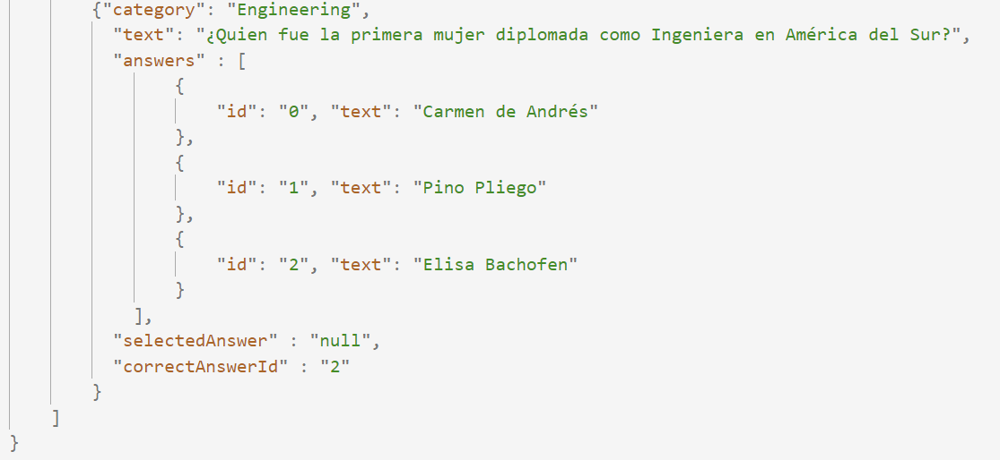 {"category": "Engineering",
"text": "¿Quien fue la primera mujer diplomada como Ingeniera en América del Sur?",
"answers" : [
{
"id": "0", "text": "Carmen de Andrés"
},
{
"id": "1", "text": "Pino Pliego"
},
{
"id": "2", "text": "Elisa Bachofen"
}
],
"selectedAnswer" : "null",
"correctAnswerId" : "2"
}
]
}